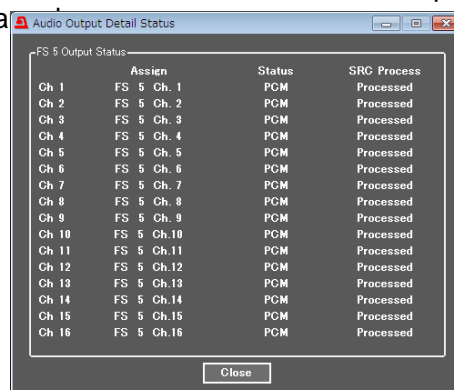 a
Audio Output Detail Status
FS 5 Output Status
Assign Status SRC Process
Ch 1 FS 5 Ch. 1 PCM Processed
Ch 2 FS 5 Ch. 2 PCM Processed
Ch 3 FS 5 Ch. 3 PCM Processed
Ch 4 FS 5 Ch. 4 PCM Processed
Ch 5 FS 5 Ch. 5 PCM Processed
Ch 6 FS 5 Ch. 6 PCM Processed
Ch 7 FS 5 Ch. 7 PCM Processed
Ch 8 FS 5 Ch. 8 PCM Processed
Ch 9 FS 5 Ch. 9 PCM Processed
Ch 10 FS 5 Ch.10 PCM Processed
Ch 11 FS 5 Ch.11 PCM Processed
Ch 12 FS 5 Ch.12 PCM Processed
Ch 13 FS 5 Ch.13 PCM Processed
Ch 14 FS 5 Ch.14 PCM Processed
Ch 15 FS 5 Ch.15 PCM Processed
Ch 16 FS 5 Ch.16 PCM Processed
Close